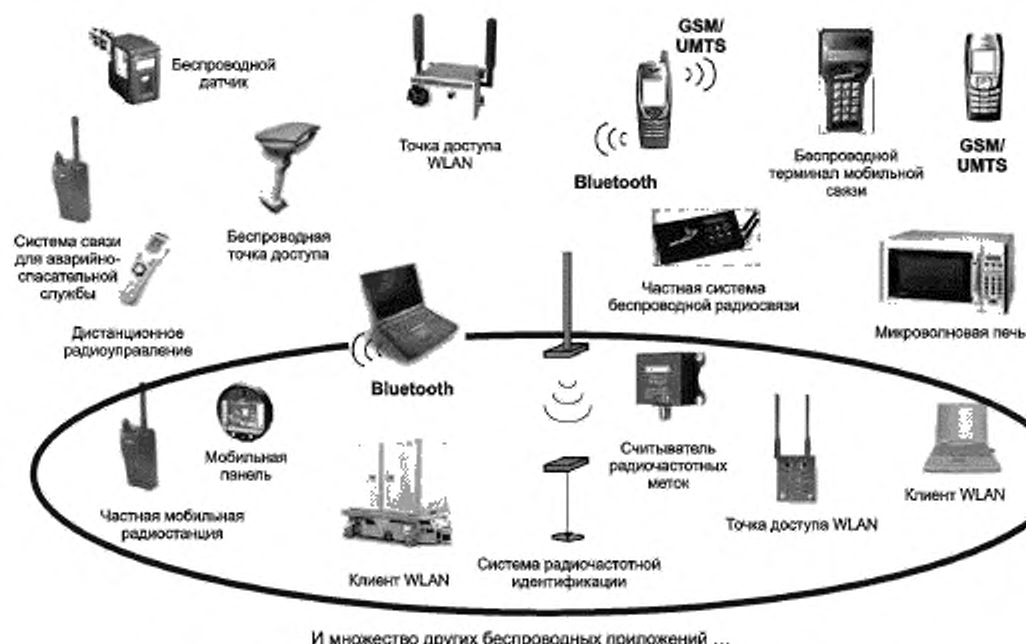 Беспроводной
датчик
Точка доступа
WLAN
GSM/
UMTS
Bluetooth
Беспроводной
терминал мобильной
связи
GSM/
UMTS
Система связи
для аварийно-
спасательной
службы
Беспроводная
точка доступа
Дистанционное
радиоуправление
Частная система
беспроводной радиосвязи
Микроволновая печь
Bluetooth
Мобильная
панель
Считыватель
радиочастотных
меток
Частная мобильная
радиостанция
Точка доступа WLAN
Клиент WLAN
Клиент WLAN
Система радиочастотной
идентификации
И множество других беспроводных приложений ...